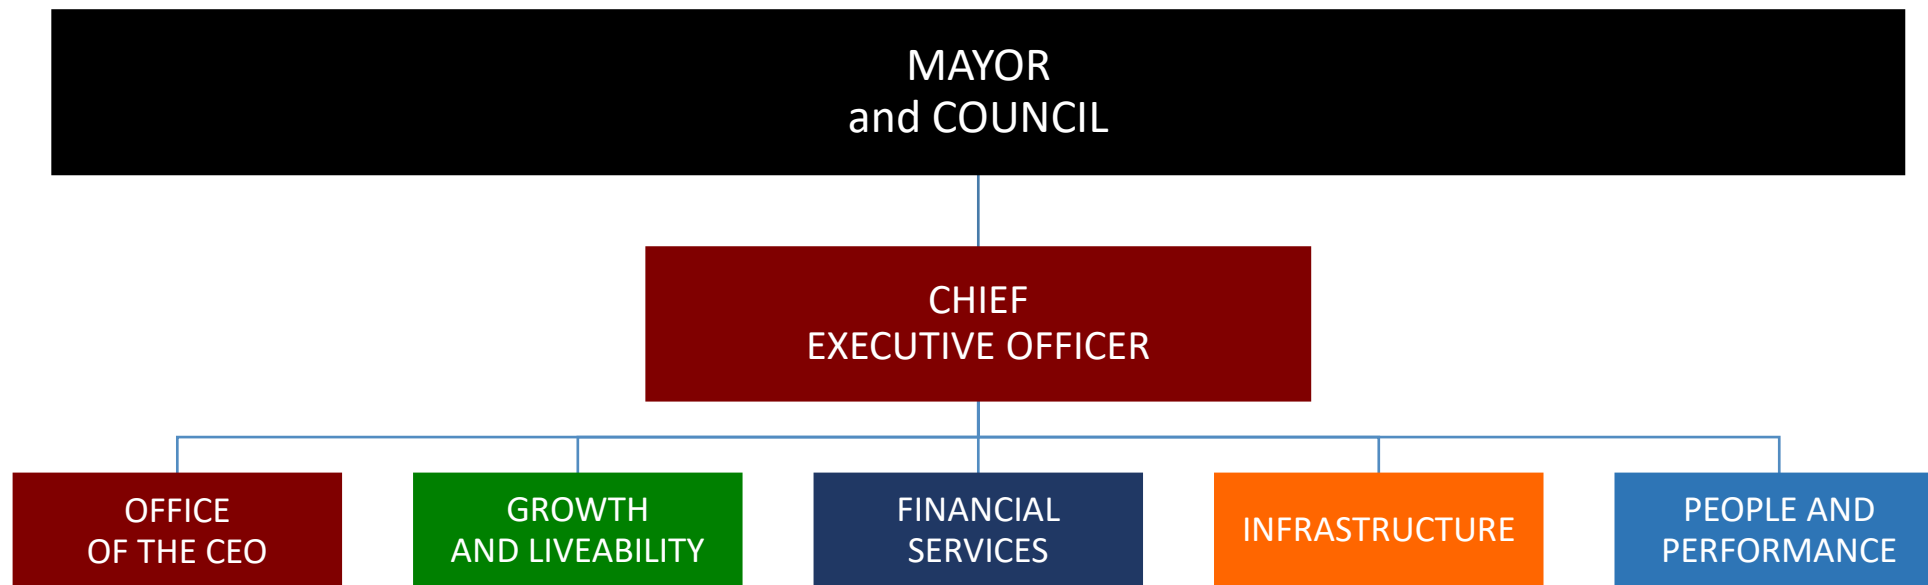 MAYOR
and COUNCIL
CHIEF
EXECUTIVE OFFICER
OFFICE
OF THE CEO
GROWTH
AND LIVEABILITY
FINANCIAL
SERVICES
INFRASTRUCTURE
PEOPLE AND
PERFORMANCE